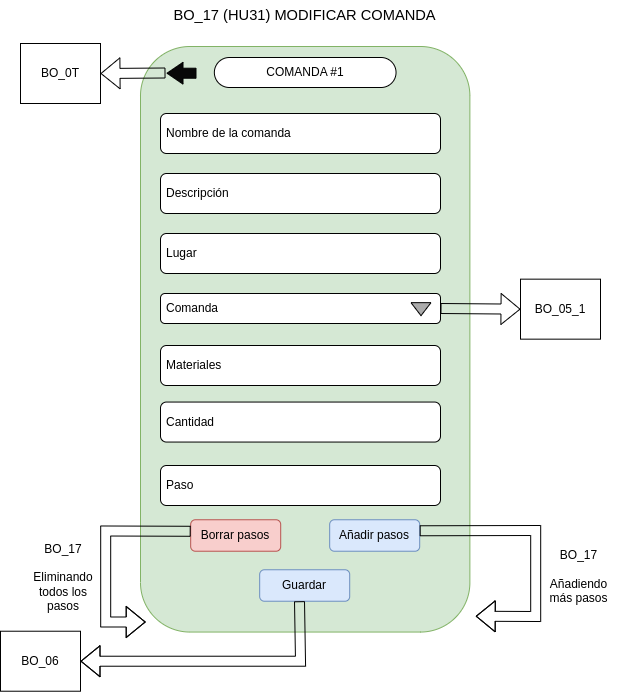 BO_17 (HU31) MODIFICAR COMANDA
BO_0T
COMANDA #1
Nombre de la comanda
Descripción
Lugar
Comanda
BO_05_1
Materiales
Cantidad
Paso
Borrar pasos
Añadir pasos
BO_17
Eliminando
todos los
pasos
BO_17
Añadiendo
más pasos
Guardar
BO_06